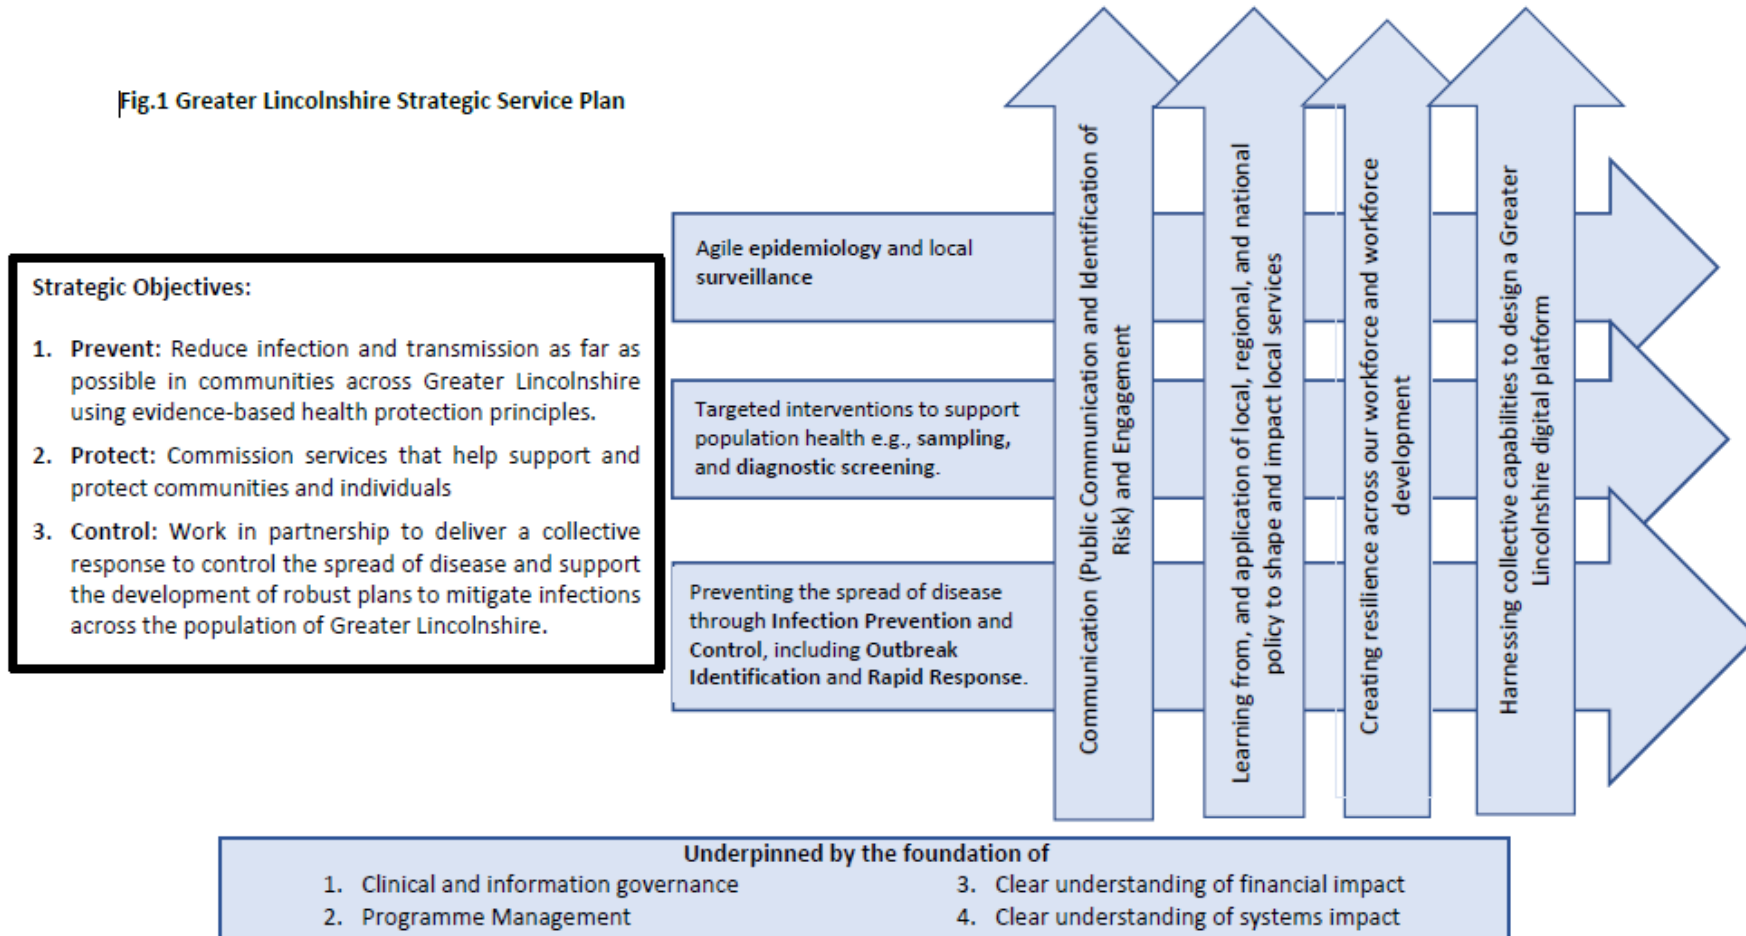 Fig.1 Greater Lincolnshire Strategic Service Plan
Strategic Objectives:
1. Prevent: Reduce infection and transmission as far as
possible in communities across Greater Lincolnshire
using evidence-based health protection principles.
2. Protect: Commission services that help support and
protect communities and individuals
3. Control: Work in partnership to deliver a collective
response to control the spread of disease and support
the development of robust plans to mitigate infections
across the population of Greater Lincolnshire.
Agile epidemiology and local
surveillance
Targeted interventions to support
population health e.g., sampling,
and diagnostic screening.
Preventing the spread of disease
through Infection Prevention and
Control, including Outbreak
Identification and Rapid Response.
Communication (Public Communication and Identification of
Risk) and Engagement
Learning from, and application of local, regional, and national
policy to shape and impact local services
Creating resilience across our workforce and workforce
development
Harnessing collective capabilities to design a Greater
Lincolnshire digital platform
Underpinned by the foundation of
1. Clinical and information governance
2. Programme Management
3. Clear understanding of financial impact
4. Clear understanding of systems impact